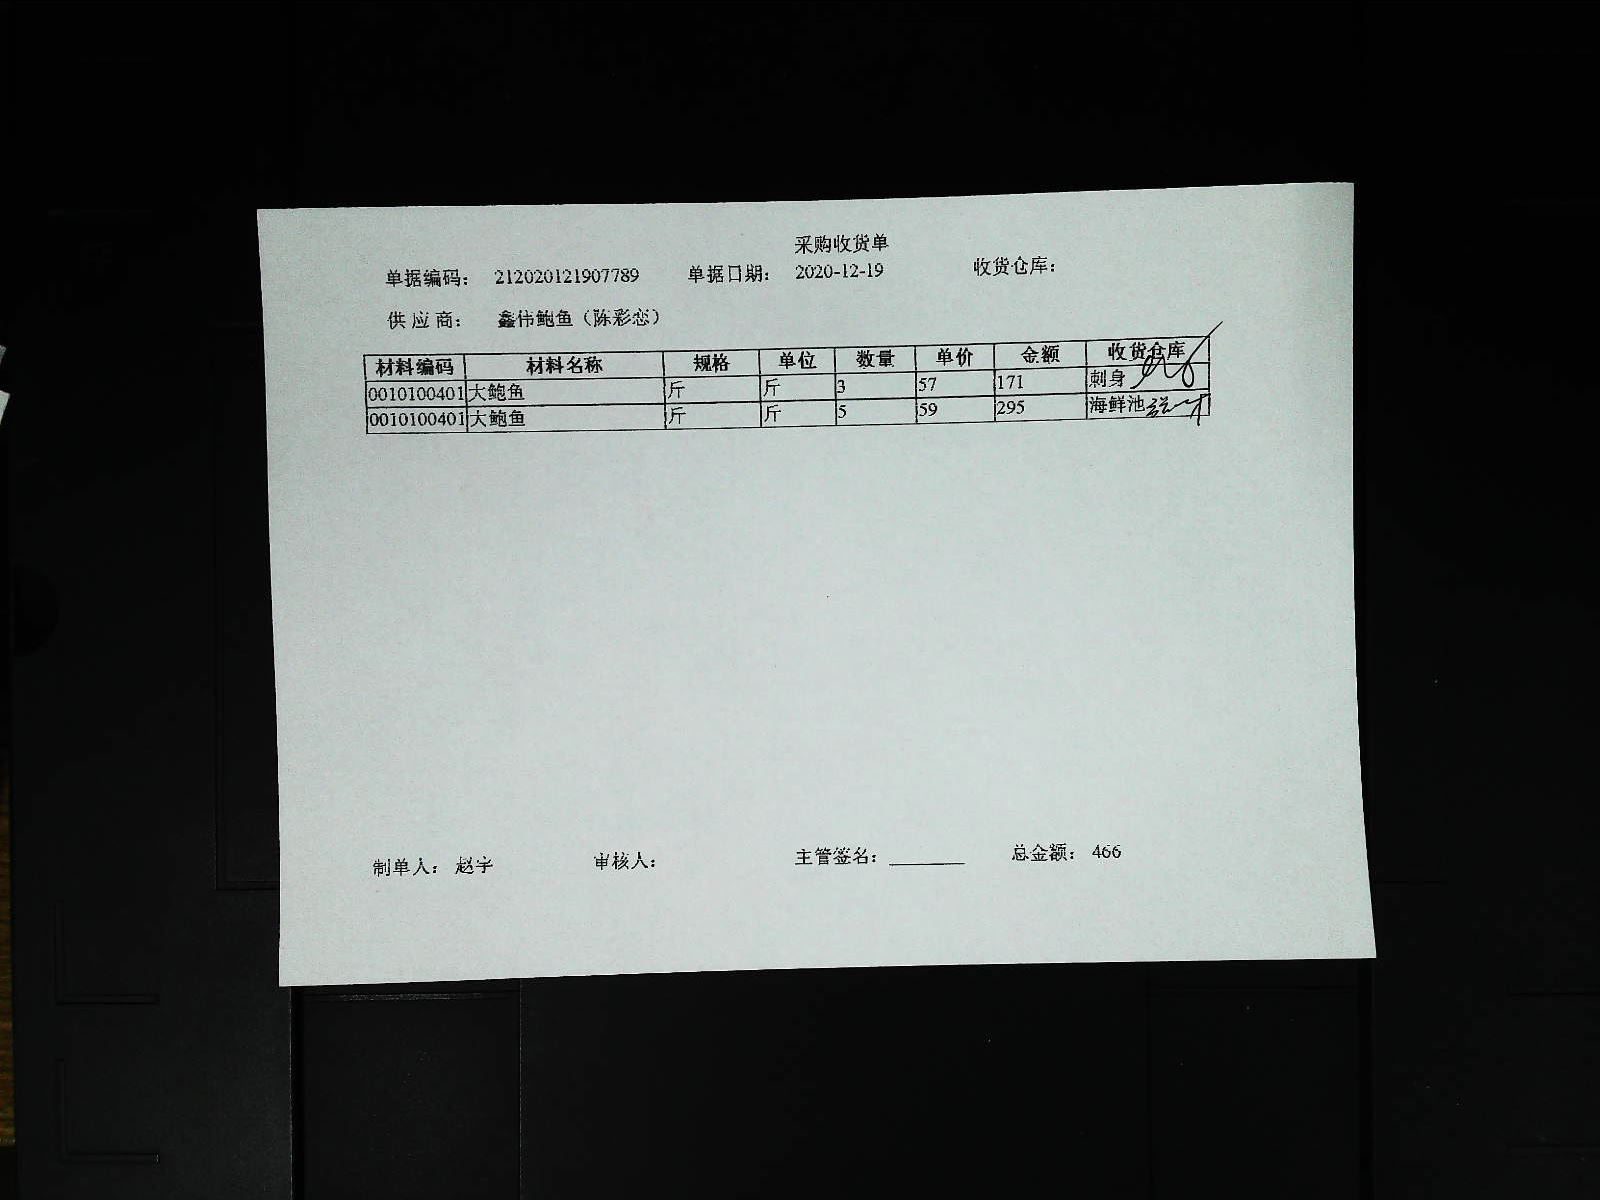 采购收货单
单据编码： 212020121907789 单据日期： 2020-12-19 收货仓库：
供 应 商： 鑫伟鲍鱼（陈彩恋）
材料编码 材料名称 规格 单位 数量 单价 金额 收货仓库
0010100401 大鲍鱼 斤 斤 3 57 171 刺身
0010100401 大鲍鱼 斤 斤 5 59 295 海鲜池
制单人： 赵宇 审核人： 主管签名： ________ 总金额： 466